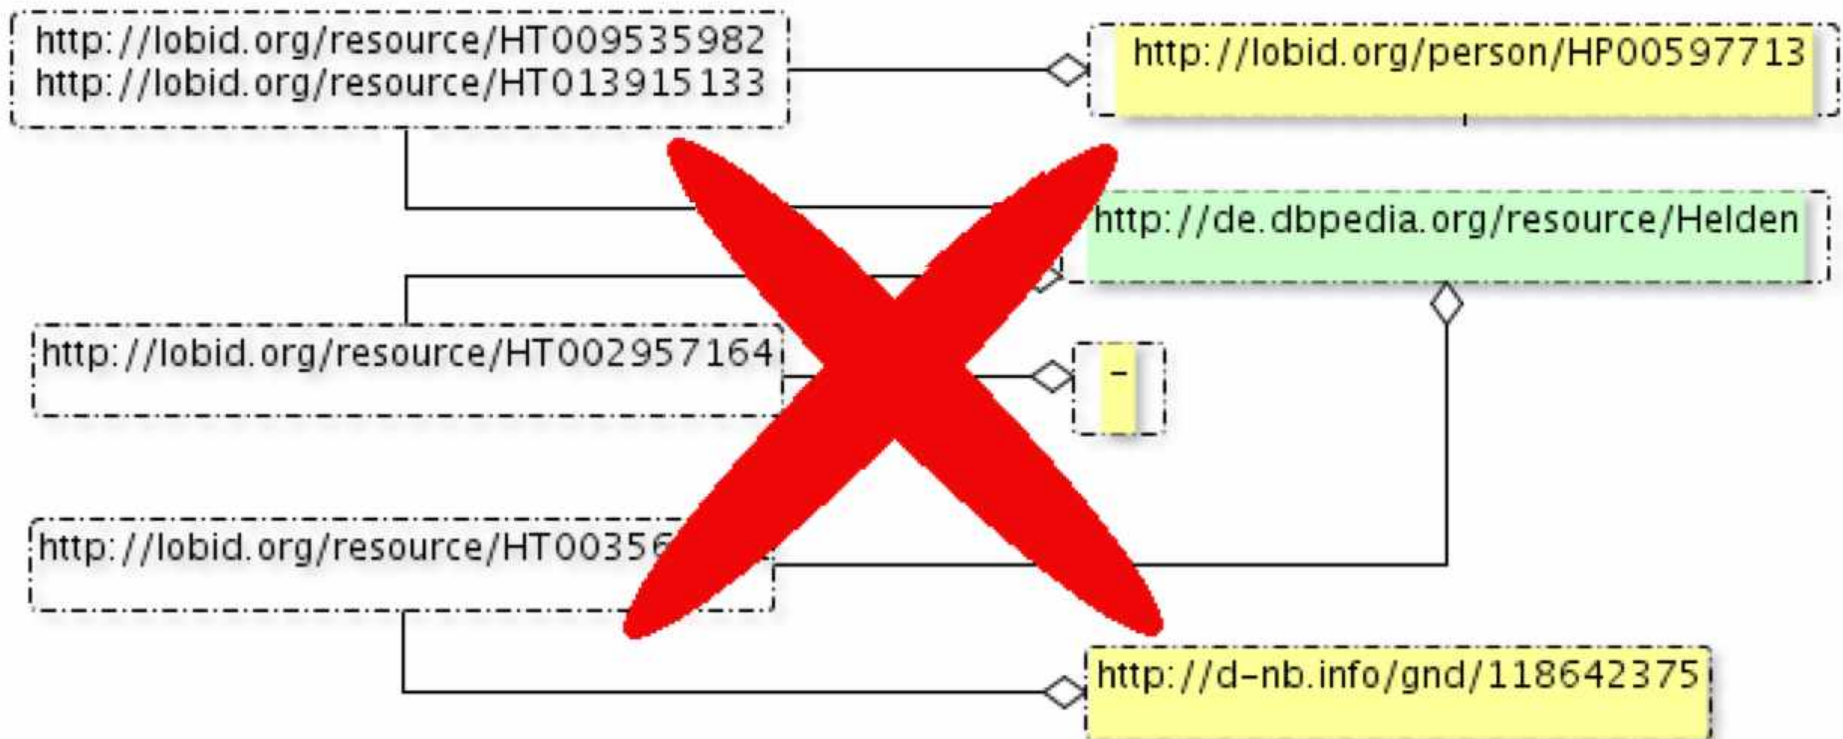 http://lobid.org/resource/HT009535982
http://lobid.org/resource/HT013915133
http://lobid.org/person/HP00597713
http://de.dbpedia.org/resource/Helden
http://lobid.org/resource/HT002957164
-
http://d-nb.info/gnd/118642375